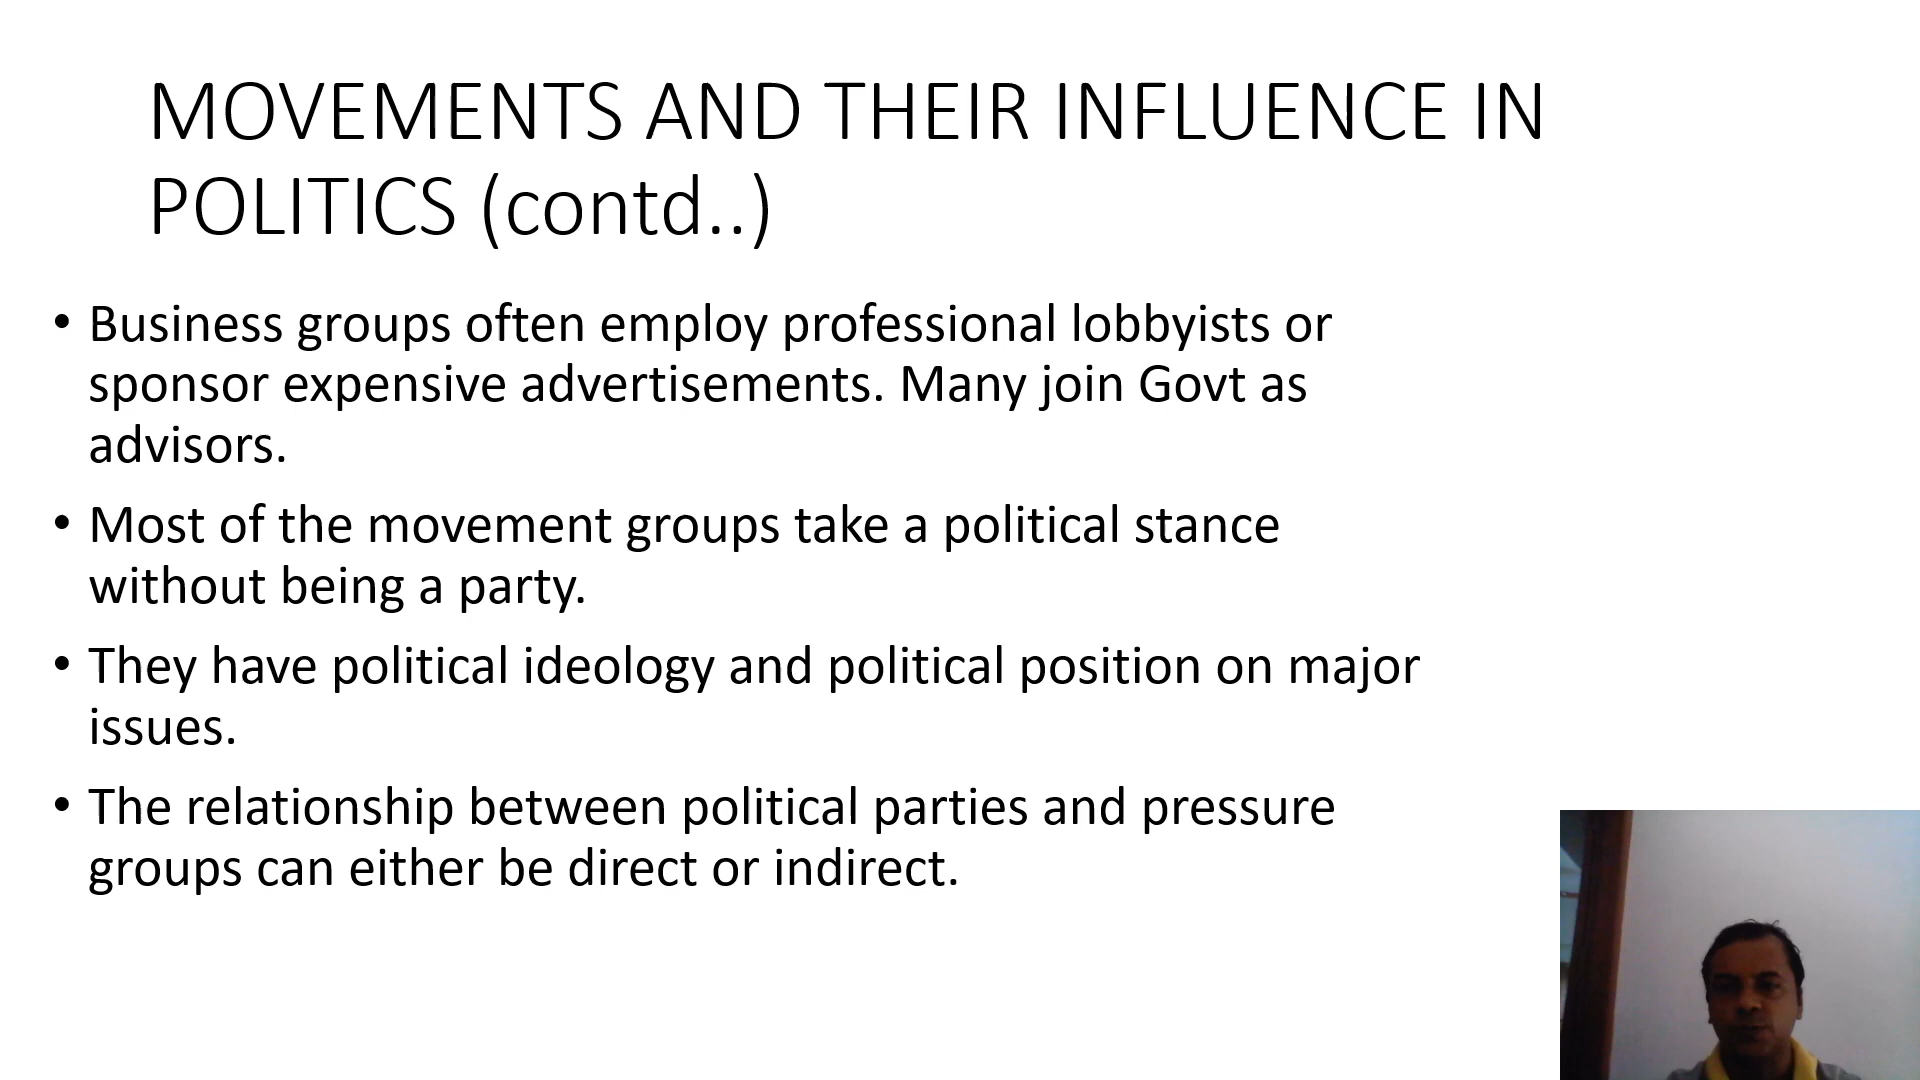 MOVEMENTS AND THEIR INFLUENCE IN
POLITICS (contd..)
• Business groups often employ professional lobbyists or
sponsor expensive advertisements. Many join Govt as
advisors.
• Most of the movement groups take a political stance
without being a party.
• They have political ideology and political position on major
issues.
• The relationship between political parties and pressure
groups can either be direct or indirect.